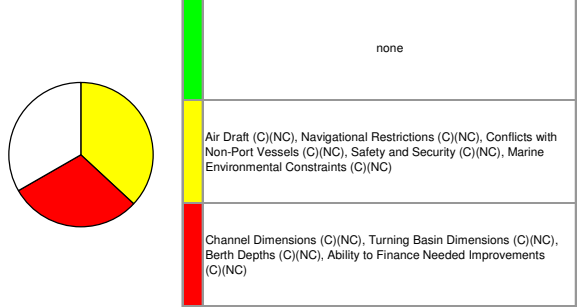 none
Air Draft (C)(NC), Navigational Restrictions (C)(NC), Conflicts with
Non-Port Vessels (C)(NC), Safety and Security (C)(NC), Marine
Environmental Constraints (C)(NC)
Channel Dimensions (C)(NC), Turning Basin Dimensions (C)(NC),
Berth Depths (C)(NC), Ability to Finance Needed Improvements
(C)(NC)